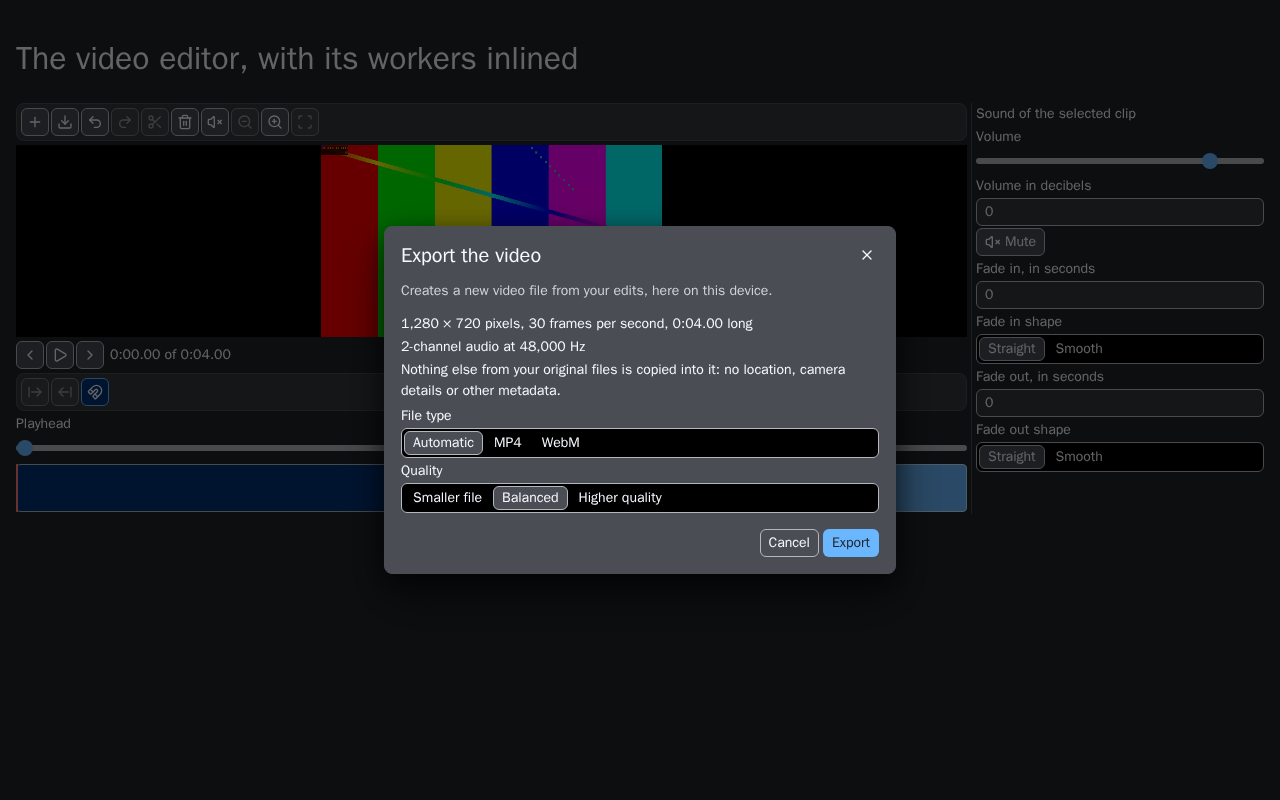 The video editor, with its workers inlined
Sound of the selected clip
Volume
Volume in decibels
0
Mute
Fade in, in seconds
0
Fade in shape
Straight Smooth
Fade out, in seconds
0
Fade out shape
Straight Smooth
0:00.00 of 0:04.00
Playhead
Export the video
Creates a new video file from your edits, here on this device.
1,280 × 720 pixels, 30 frames per second, 0:04.00 long
2-channel audio at 48,000 Hz
Nothing else from your original files is copied into it: no location, camera
details or other metadata.
File type
Automatic MP4 WebM
Quality
Smaller file Balanced Higher quality
Cancel Export